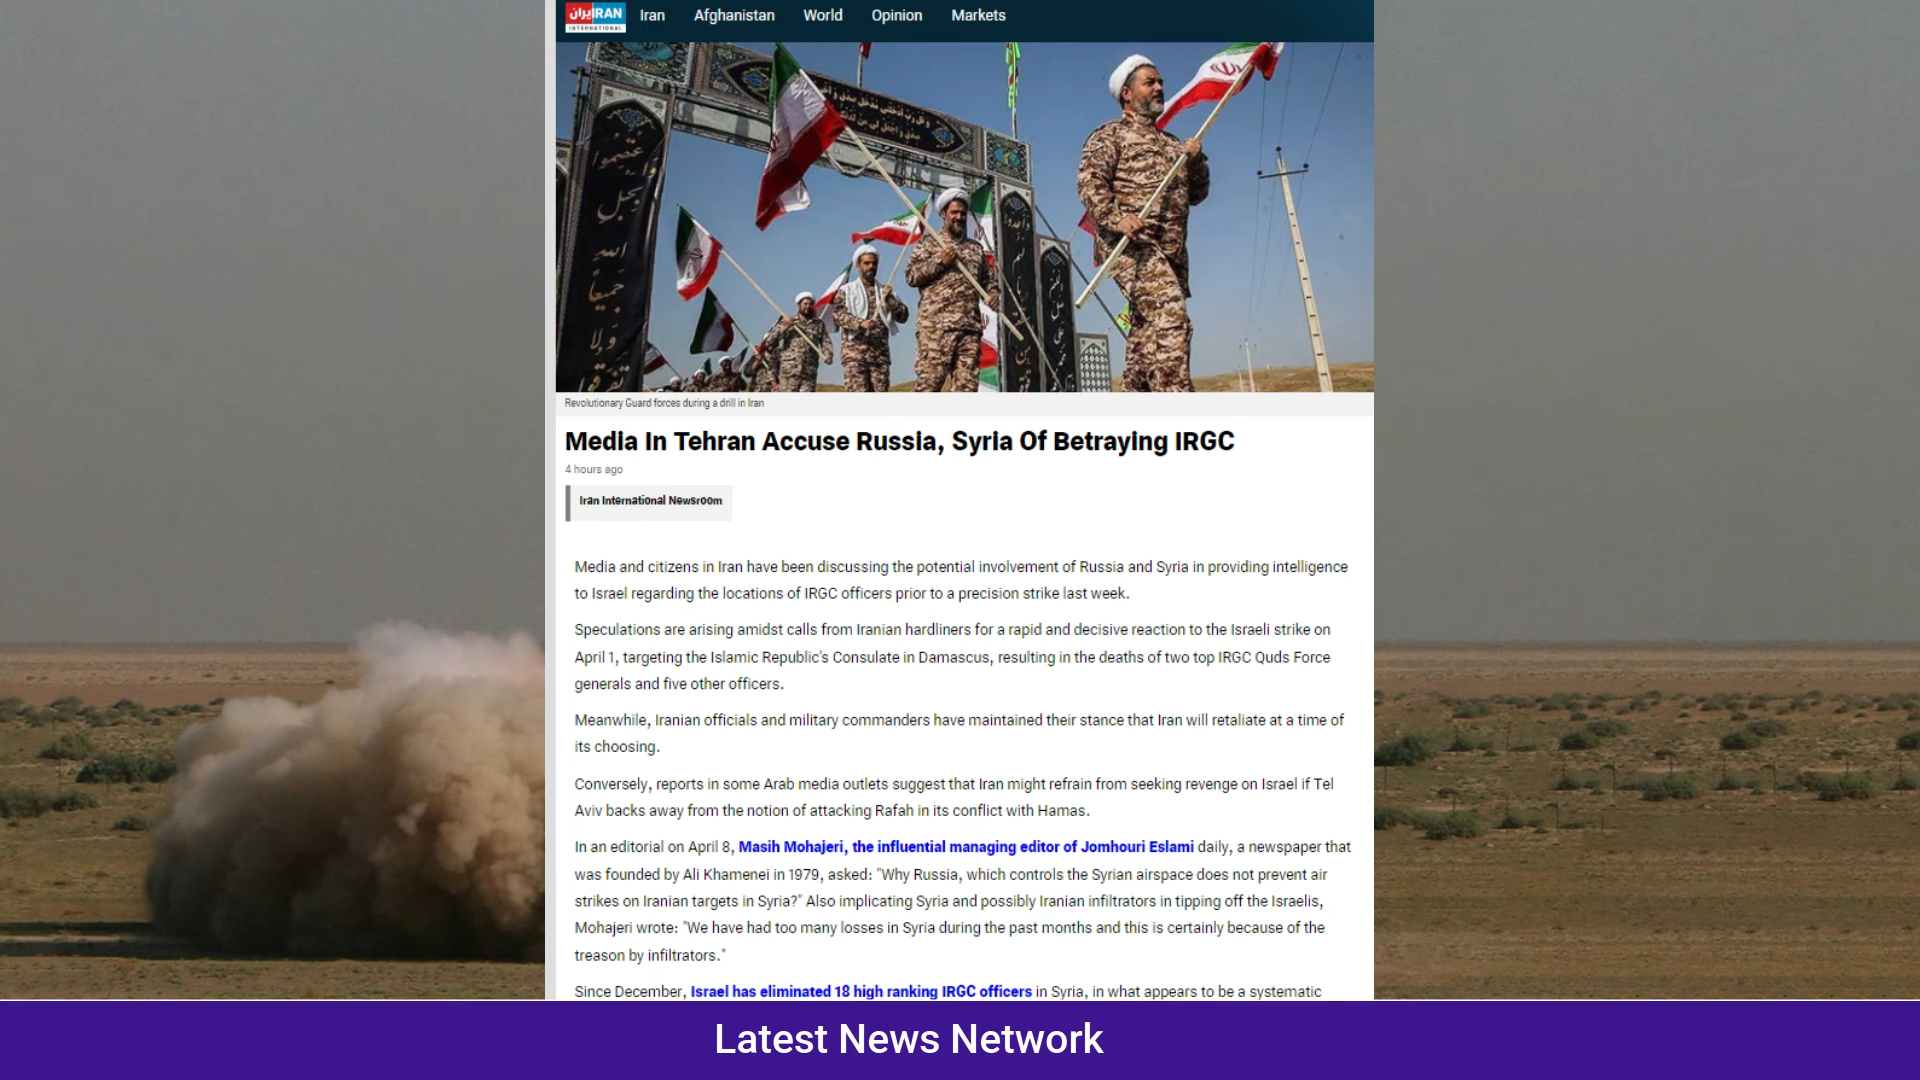 ایران IRAN
INTERNATIONAL
Iran Afghanistan World Opinion Markets
و قل رب ادخلنی مدخل صدق و
واعتصموا
بحبل
الله
جمیعاً
ولا
تفرقوا
Revolutionary Guard forces during a drill in Iran
Media In Tehran Accuse Russia, Syria Of Betraying IRGC
4 hours ago
Iran International Newsroom
Media and citizens in Iran have been discussing the potential involvement of Russia and Syria in providing intelligence
to Israel regarding the locations of IRGC officers prior to a precision strike last week.
Speculations are arising amidst calls from Iranian hardliners for a rapid and decisive reaction to the Israeli strike on
April 1, targeting the Islamic Republic's Consulate in Damascus, resulting in the deaths of two top IRGC Quds Force
generals and five other officers.
Meanwhile, Iranian officials and military commanders have maintained their stance that Iran will retaliate at a time of
its choosing.
Conversely, reports in some Arab media outlets suggest that Iran might refrain from seeking revenge on Israel if Tel
Aviv backs away from the notion of attacking Rafah in its conflict with Hamas.
In an editorial on April 8, Masih Mohajeri, the influential managing editor of Jomhouri Eslami daily, a newspaper that
was founded by Ali Khamenei in 1979, asked: "Why Russia, which controls the Syrian airspace does not prevent air
strikes on Iranian targets in Syria?" Also implicating Syria and possibly Iranian infiltrators in tipping off the Israelis,
Mohajeri wrote: "We have had too many losses in Syria during the past months and this is certainly because of the
treason by infiltrators."
Since December, Israel has eliminated 18 high ranking IRGC officers in Syria, in what appears to be a systematic
Latest News Network